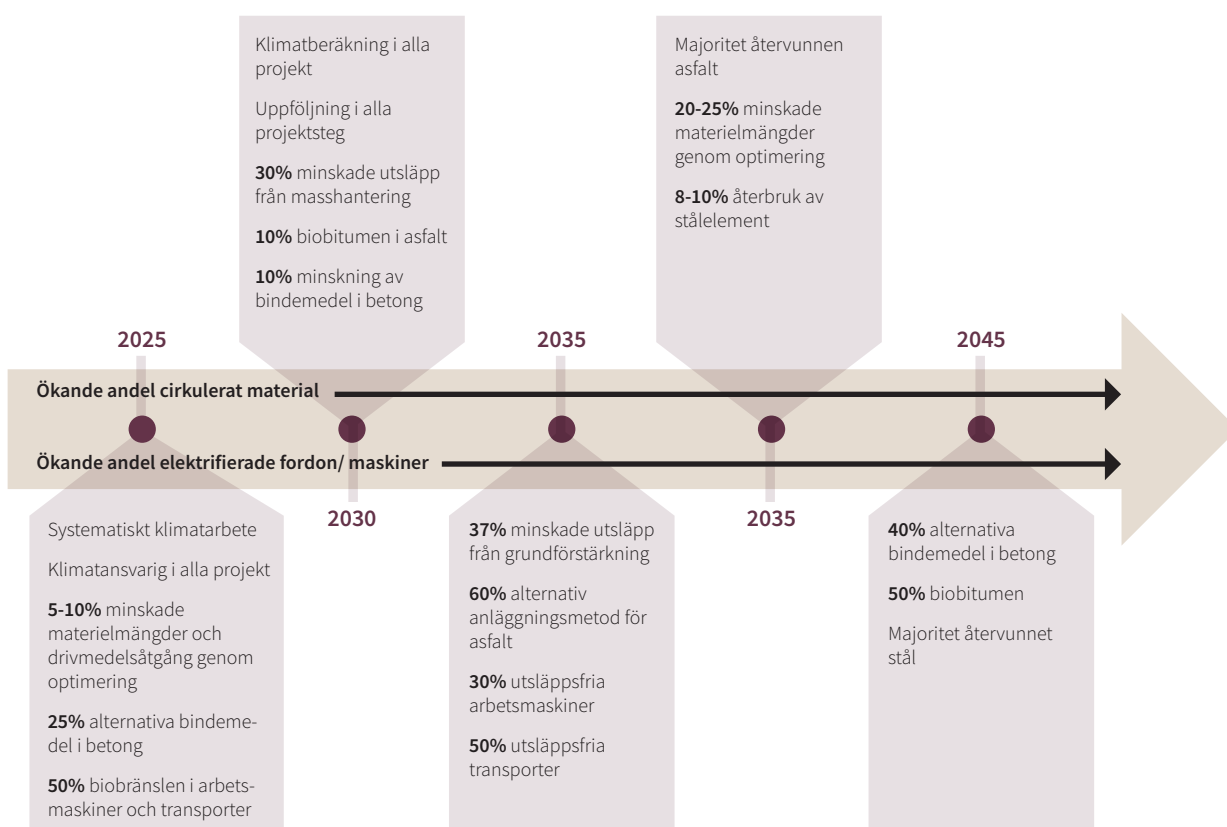 Klimatberäkning i alla
projekt
Uppföljning i alla
projektsteg
30% minskade utsläpp
från masshantering
10% biobitumen i asfalt
10% minskning av
bindemedel i betong
Majoritet återvunnen
asfalt
20-25% minskade
materielmängder
genom optimering
8-10% återbruk av
stålelement
2025
2035
2045
Ökande andel cirkulerat material
Ökande andel elektrifierade fordon/ maskiner
2030
2035
Systematiskt klimatarbete
Klimatansvarig i alla projekt
5-10% minskade
materielmängder och
drivmedelsåtgång genom
optimering
25% alternativa bindeme-
del i betong
50% biobränslen i arbets-
maskiner och transporter
37% minskade utsläpp
från grundförstärkning
60% alternativ
anläggningsmetod för
asfalt
30% utsläppsfria
arbetsmaskiner
50% utsläppsfria
transporter
40% alternativa
bindemedel i betong
50% biobitumen
Majoritet återvunnet
stål